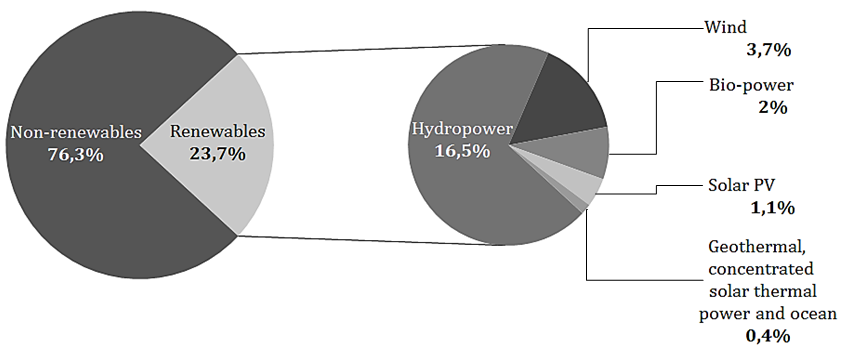 Non-renewables
76,3%
Renewables
23,7%
Hydropower
16,5%
Wind
3,7%
Bio-power
2%
Solar PV
1,1%
Geothermal,
concentrated
solar thermal
power and ocean
0,4%